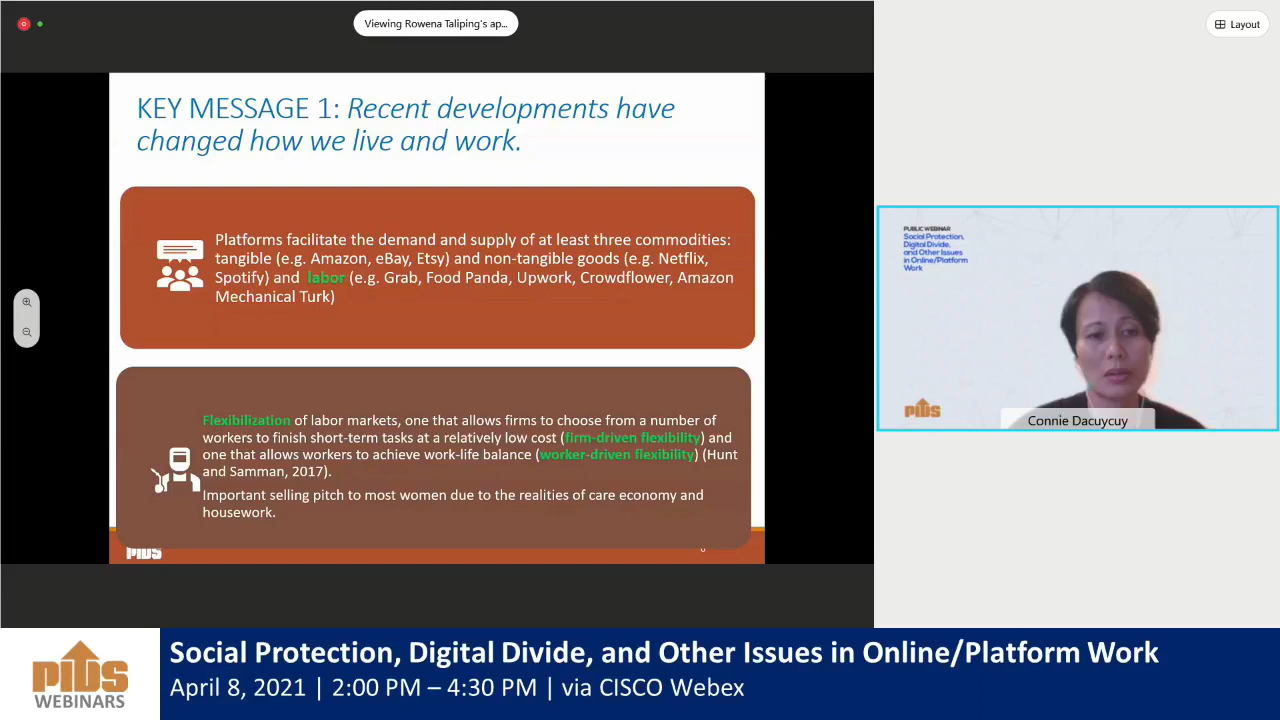 Viewing Rowena Taliping's ap...
Layout
KEY MESSAGE 1: Recent developments have
changed how we live and work.
Platforms facilitate the demand and supply of at least three commodities:
tangible (e.g. Amazon, eBay, Etsy) and non-tangible goods (e.g. Netflix,
Spotify) and labor (e.g. Grab, Food Panda, Upwork, Crowdflower, Amazon
Mechanical Turk)
Flexibilization of labor markets, one that allows firms to choose from a number of
workers to finish short-term tasks at a relatively low cost (firm-driven flexibility) and
one that allows workers to achieve work-life balance (worker-driven flexibility) (Hunt
and Samman, 2017).
Important selling pitch to most women due to the realities of care economy and
housework.
PIDS
PUBLIC WEBINAR
Social Protection,
Digital Divide,
and Other Issues
in Online/Platform
Work
PIDS
Connie Dacuycuy
PIDS
WEBINARS
Social Protection, Digital Divide, and Other Issues in Online/Platform Work
April 8, 2021 | 2:00 PM – 4:30 PM | via CISCO Webex